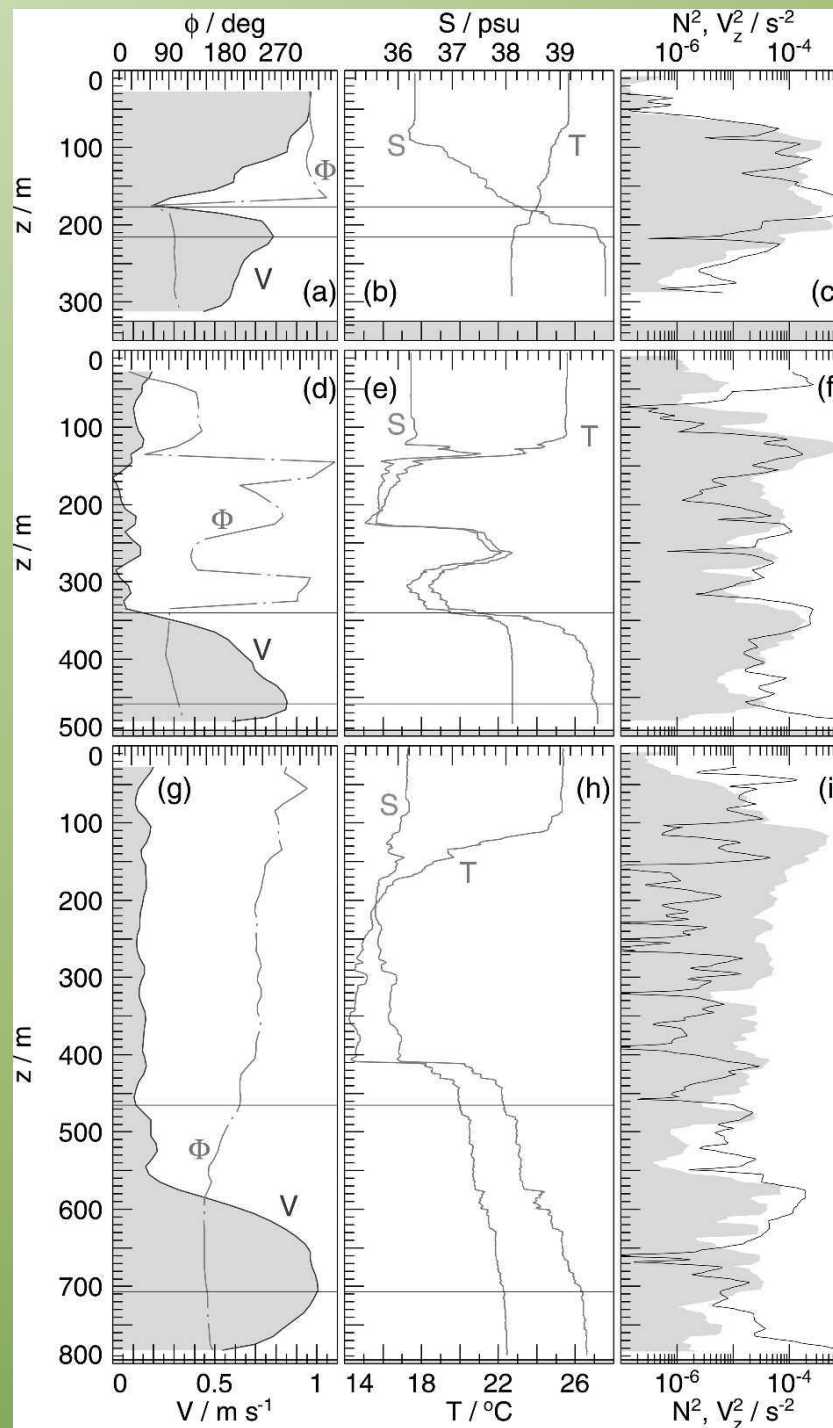 ϕ / deg S / psu N², V²z / s⁻²
0 90 180 270 36 37 38 39 10⁻⁶ 10⁻⁴
0
100
200
300
z / m
Φ
V
(a)
S
T
(b)
(c
0
100
200
300
400
500
z / m
(d)
Φ
V
(e)
S
T
(f)
0
100
200
300
400
500
600
700
800
z / m
(g)
Φ
V
S
T
(h)
(i
0 0.5 1 14 18 22 26 10⁻⁶ 10⁻⁴
V / m s⁻¹ T / °C N², V²z / s⁻²